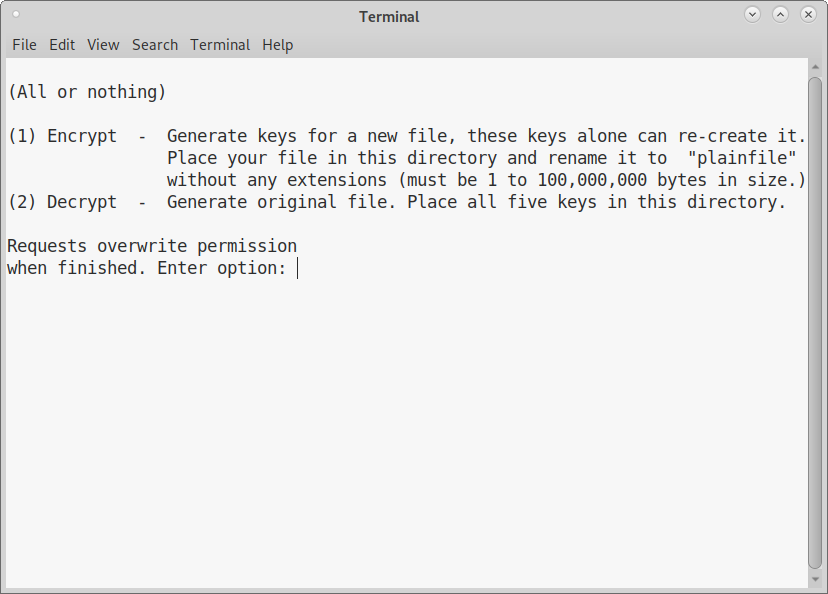 Terminal
File Edit View Search Terminal Help
(All or nothing)
(1) Encrypt  -  Generate keys for a new file, these keys alone can re-create it.
Place your file in this directory and rename it to  "plainfile"
without any extensions (must be 1 to 100,000,000 bytes in size.)
(2) Decrypt  -  Generate original file. Place all five keys in this directory.
Requests overwrite permission
when finished. Enter option: